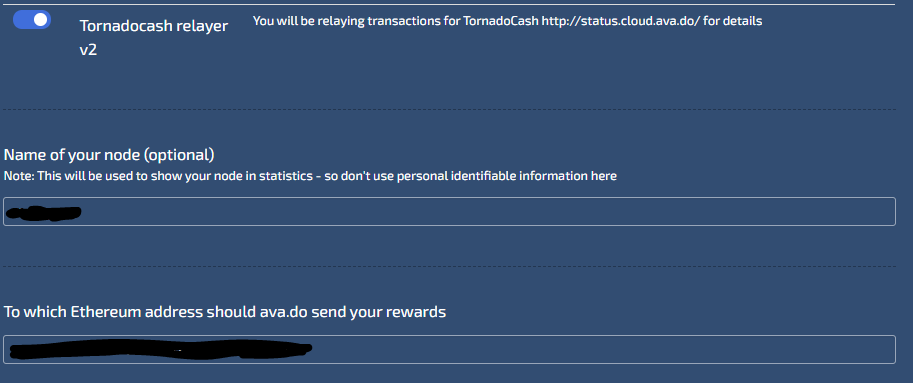 Tornadocash relayer v2
You will be relaying transactions for TornadoCash http://status.cloud.ava.do/ for details
Name of your node (optional)
Note: This will be used to show your node in statistics - so don't use personal identifiable information here
To which Ethereum address should ava.do send your rewards